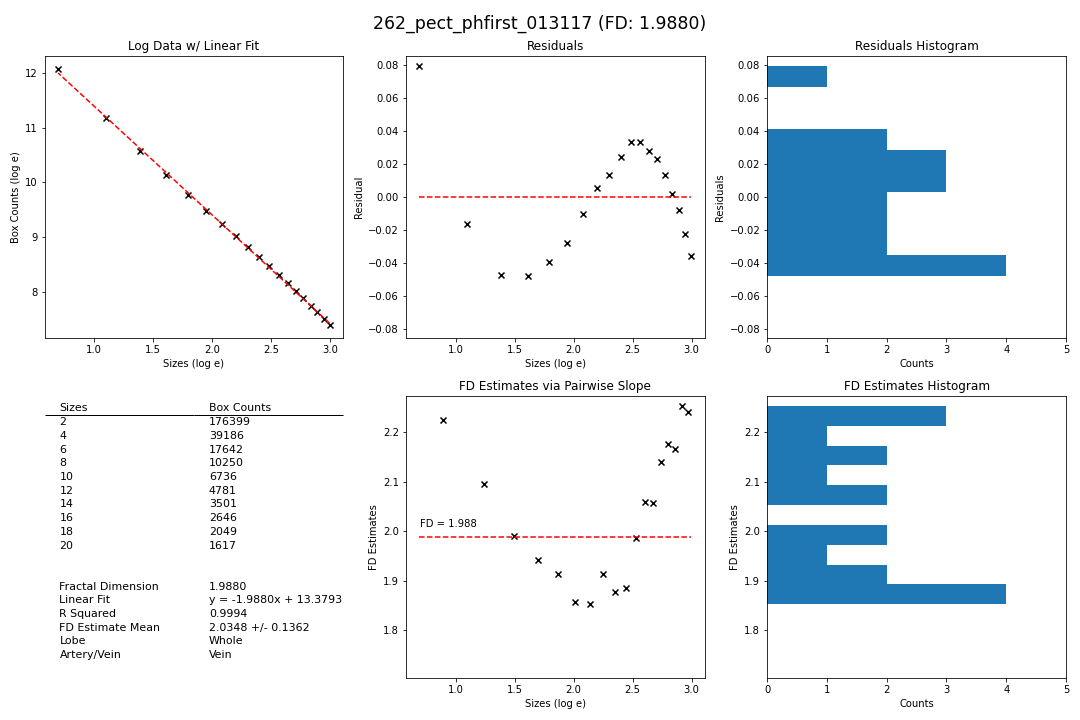 262_pect_phfirst_013117 (FD: 1.9880)
Log Data w/ Linear Fit
Box Counts (log e)
12
11
10
9
8
1.0 1.5 2.0 2.5 3.0
Sizes (log e)
Residuals
Residual
0.08
0.06
0.04
0.02
0.00
−0.02
−0.04
−0.06
−0.08
1.0 1.5 2.0 2.5 3.0
Sizes (log e)
Residuals Histogram
Residuals
0.08
0.06
0.04
0.02
0.00
−0.02
−0.04
−0.06
−0.08
0 1 2 3 4 5
Counts
Sizes Box Counts
2 176399
4 39186
6 17642
8 10250
10 6736
12 4781
14 3501
16 2646
18 2049
20 1617
Fractal Dimension 1.9880
Linear Fit y = -1.9880x + 13.3793
R Squared 0.9994
FD Estimate Mean 2.0348 +/- 0.1362
Lobe Whole
Artery/Vein Vein
FD Estimates via Pairwise Slope
FD Estimates
2.2
2.1
2.0
1.9
1.8
FD = 1.988
1.0 1.5 2.0 2.5 3.0
Sizes (log e)
FD Estimates Histogram
FD Estimates
2.2
2.1
2.0
1.9
1.8
0 1 2 3 4 5
Counts